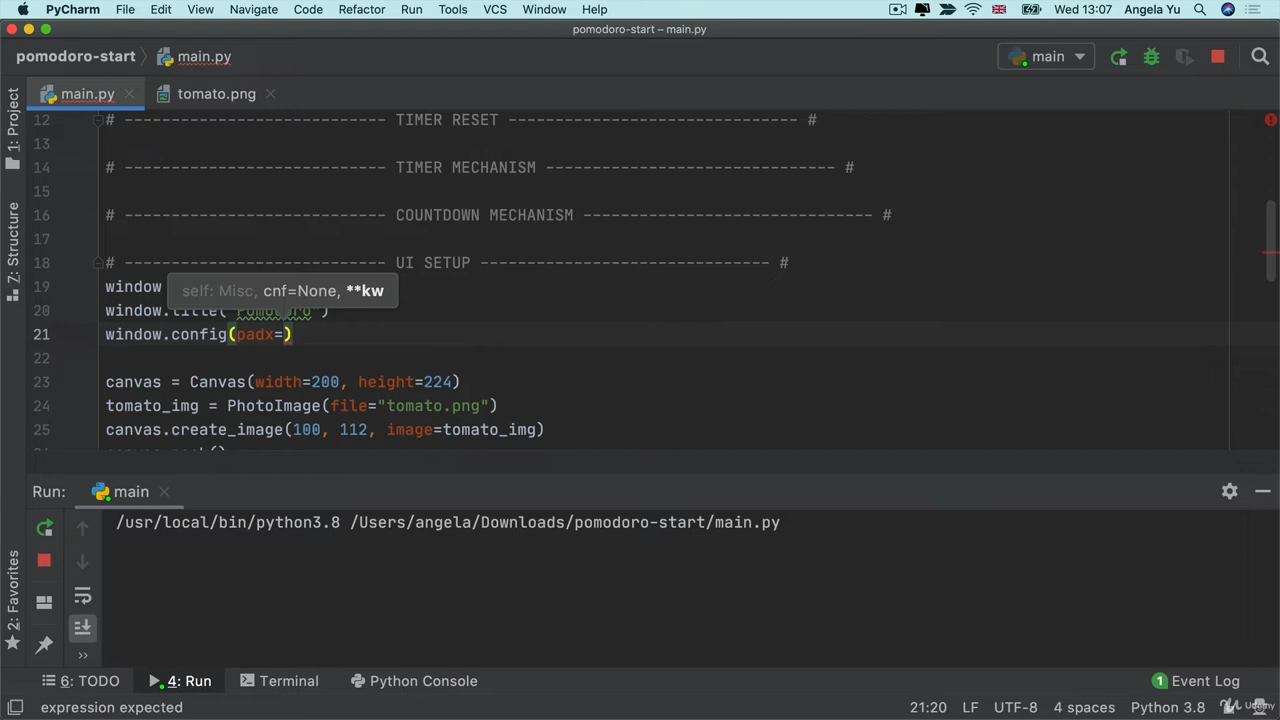 PyCharm File Edit View Navigate Code Refactor Run Tools VCS Window Help Wed 13:07 Angela Yu
pomodoro-start – main.py
pomodoro-start main.py main
main.py tomato.png
1: Project
Z: Structure
2: Favorites
12 # --------------------------- TIMER RESET ------------------------------- #
13
14 # --------------------------- TIMER MECHANISM ------------------------------- #
15
16 # --------------------------- COUNTDOWN MECHANISM ------------------------------- #
17
18 # --------------------------- UI SETUP ------------------------------- #
19 window
self: Misc, cnf=None, **kw
20 window.title("Pomodoro")
21 window.config(padx=)
22
23 canvas = Canvas(width=200, height=224)
24 tomato_img = PhotoImage(file="tomato.png")
25 canvas.create_image(100, 112, image=tomato_img)
Run: main
/usr/local/bin/python3.8 /Users/angela/Downloads/pomodoro-start/main.py
6: TODO 4: Run Terminal Python Console 1 Event Log
expression expected 21:20 LF UTF-8 4 spaces Python 3.8
Udemy